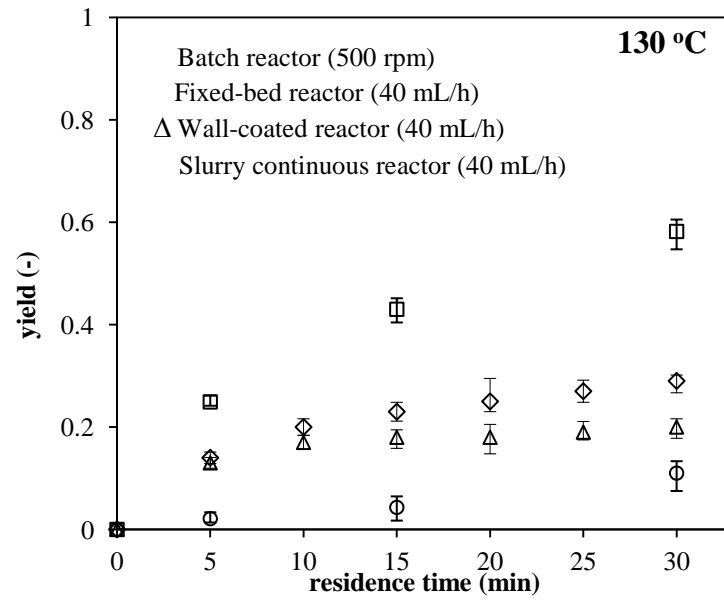 1
130 °C
Batch reactor (500 rpm)
Fixed-bed reactor (40 mL/h)
0.8
Δ Wall-coated reactor (40 mL/h)
Slurry continuous reactor (40 mL/h)
0.6
yield (-)
0.4
0.2
0
0 5 10 15 20 25 30
residence time (min)